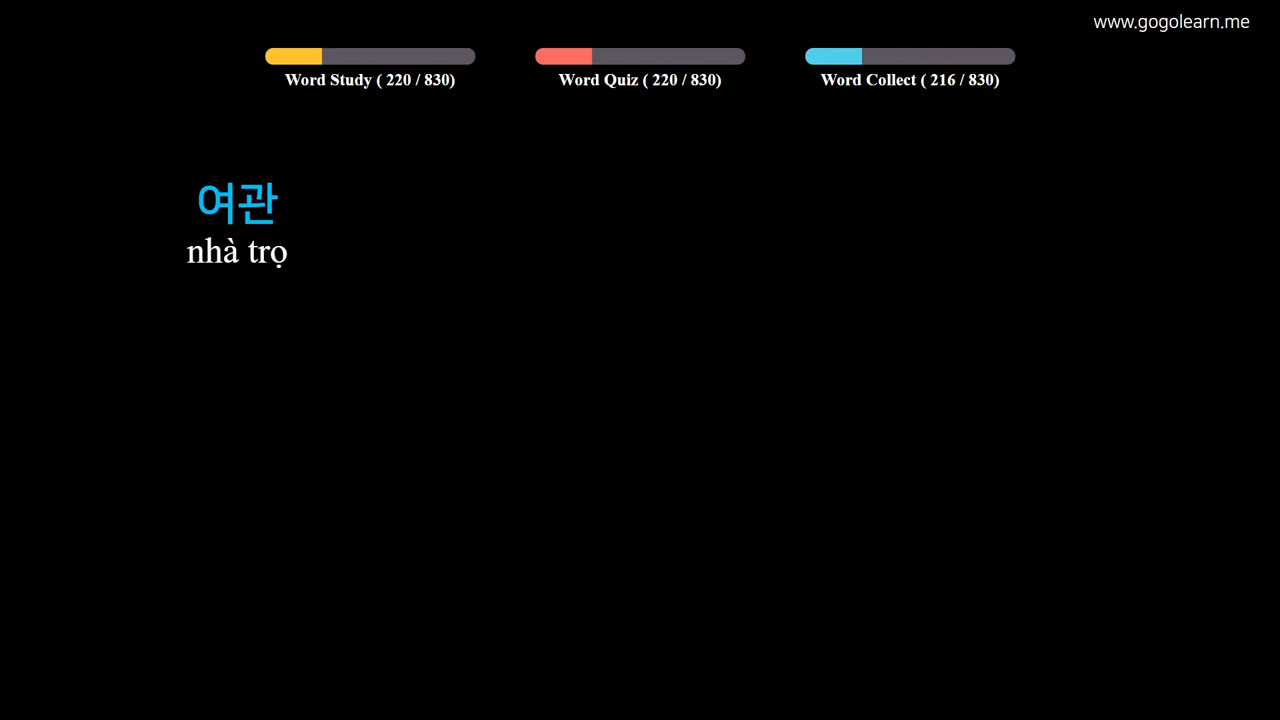 www.gogolearn.me
Word Study ( 220 / 830)
Word Quiz ( 220 / 830)
Word Collect ( 216 / 830)
여관
nhà trọ